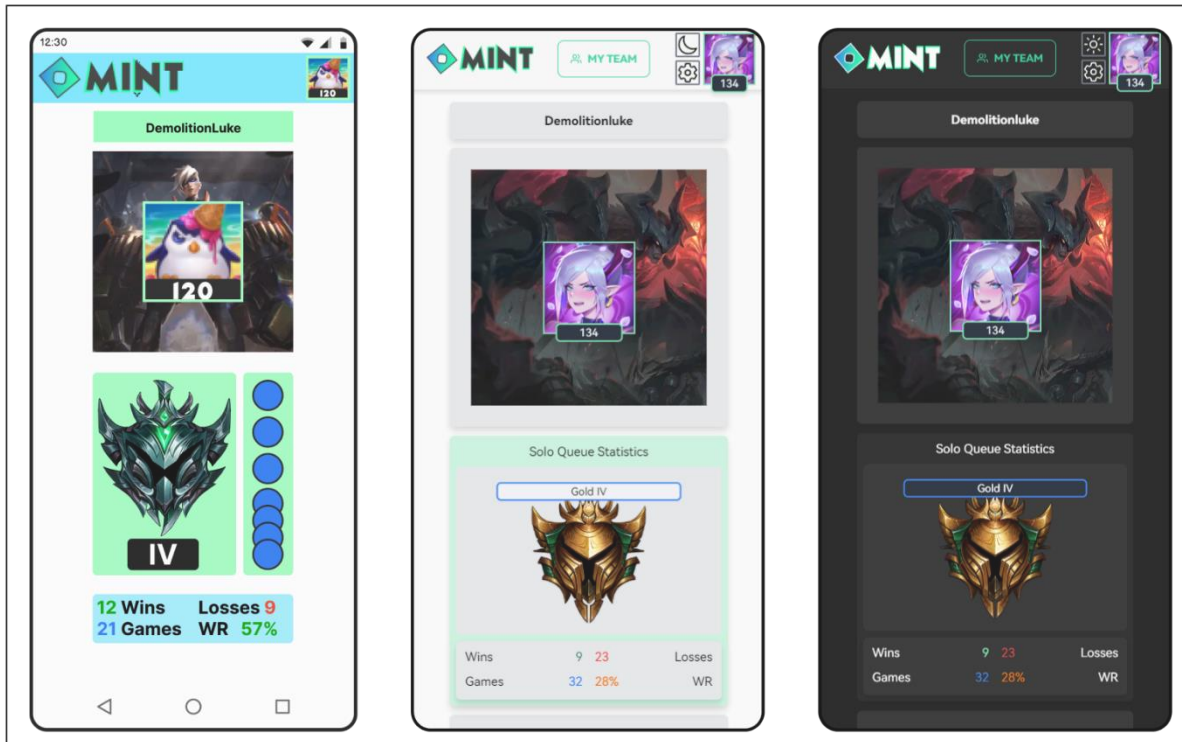 12:30
MINT
120
DemolitionLuke
120
IV
12 Wins Losses 9
21 Games WR 57%
MINT
MY TEAM
134
Demolitionluke
134
Solo Queue Statistics
Gold IV
Wins 9 23 Losses
Games 32 28% WR
MINT
MY TEAM
134
Demolitionluke
134
Solo Queue Statistics
Gold IV
Wins 9 23 Losses
Games 32 28% WR